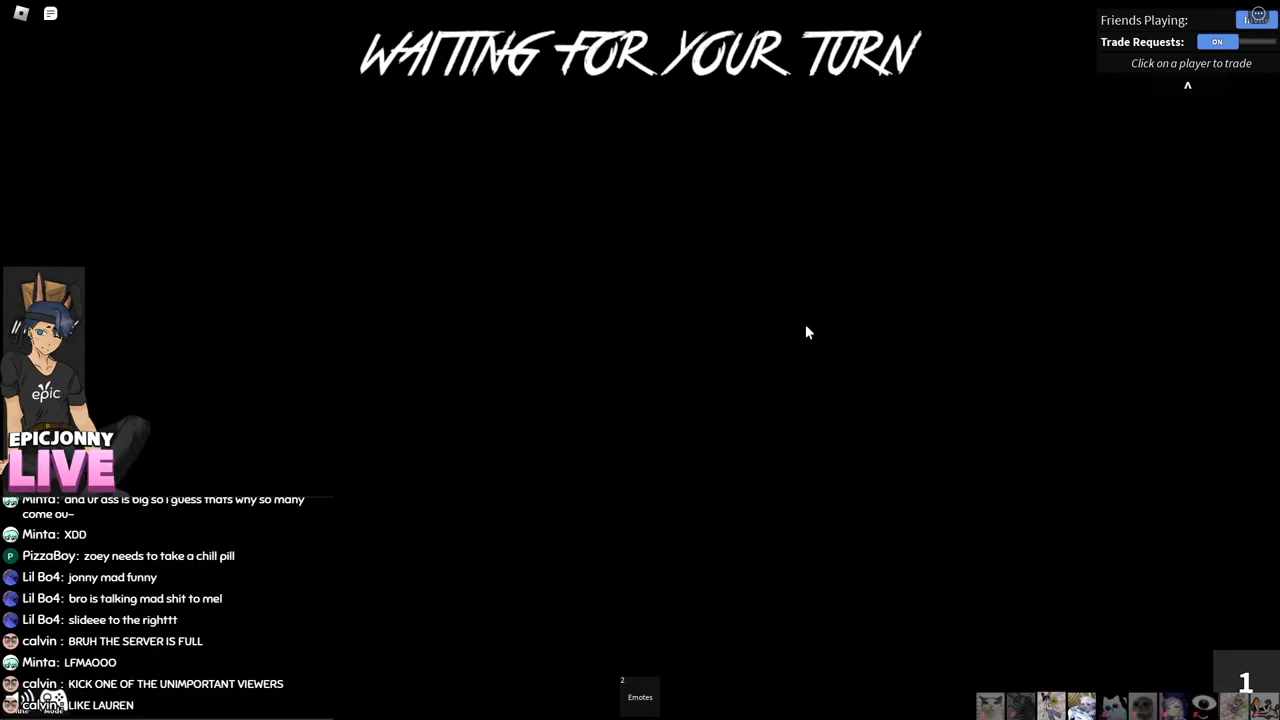 WAITING FOR YOUR TURN
Friends Playing:
Trade Requests:
ON
Click on a player to trade
^
epic
EPICJONNY
LIVE
Minta: and ur ass is big so i guess thats why so many
come ou-
Minta: XDD
P PizzaBoy: zoey needs to take a chill pill
Lil Bo4: jonny mad funny
Lil Bo4: bro is talking mad shit to me!
Lil Bo4: slideee to the righttt
calvin : BRUH THE SERVER IS FULL
Minta: LFMAOOO
calvin : KICK ONE OF THE UNIMPORTANT VIEWERS
calvin : LIKE LAUREN
2
Emotes
1